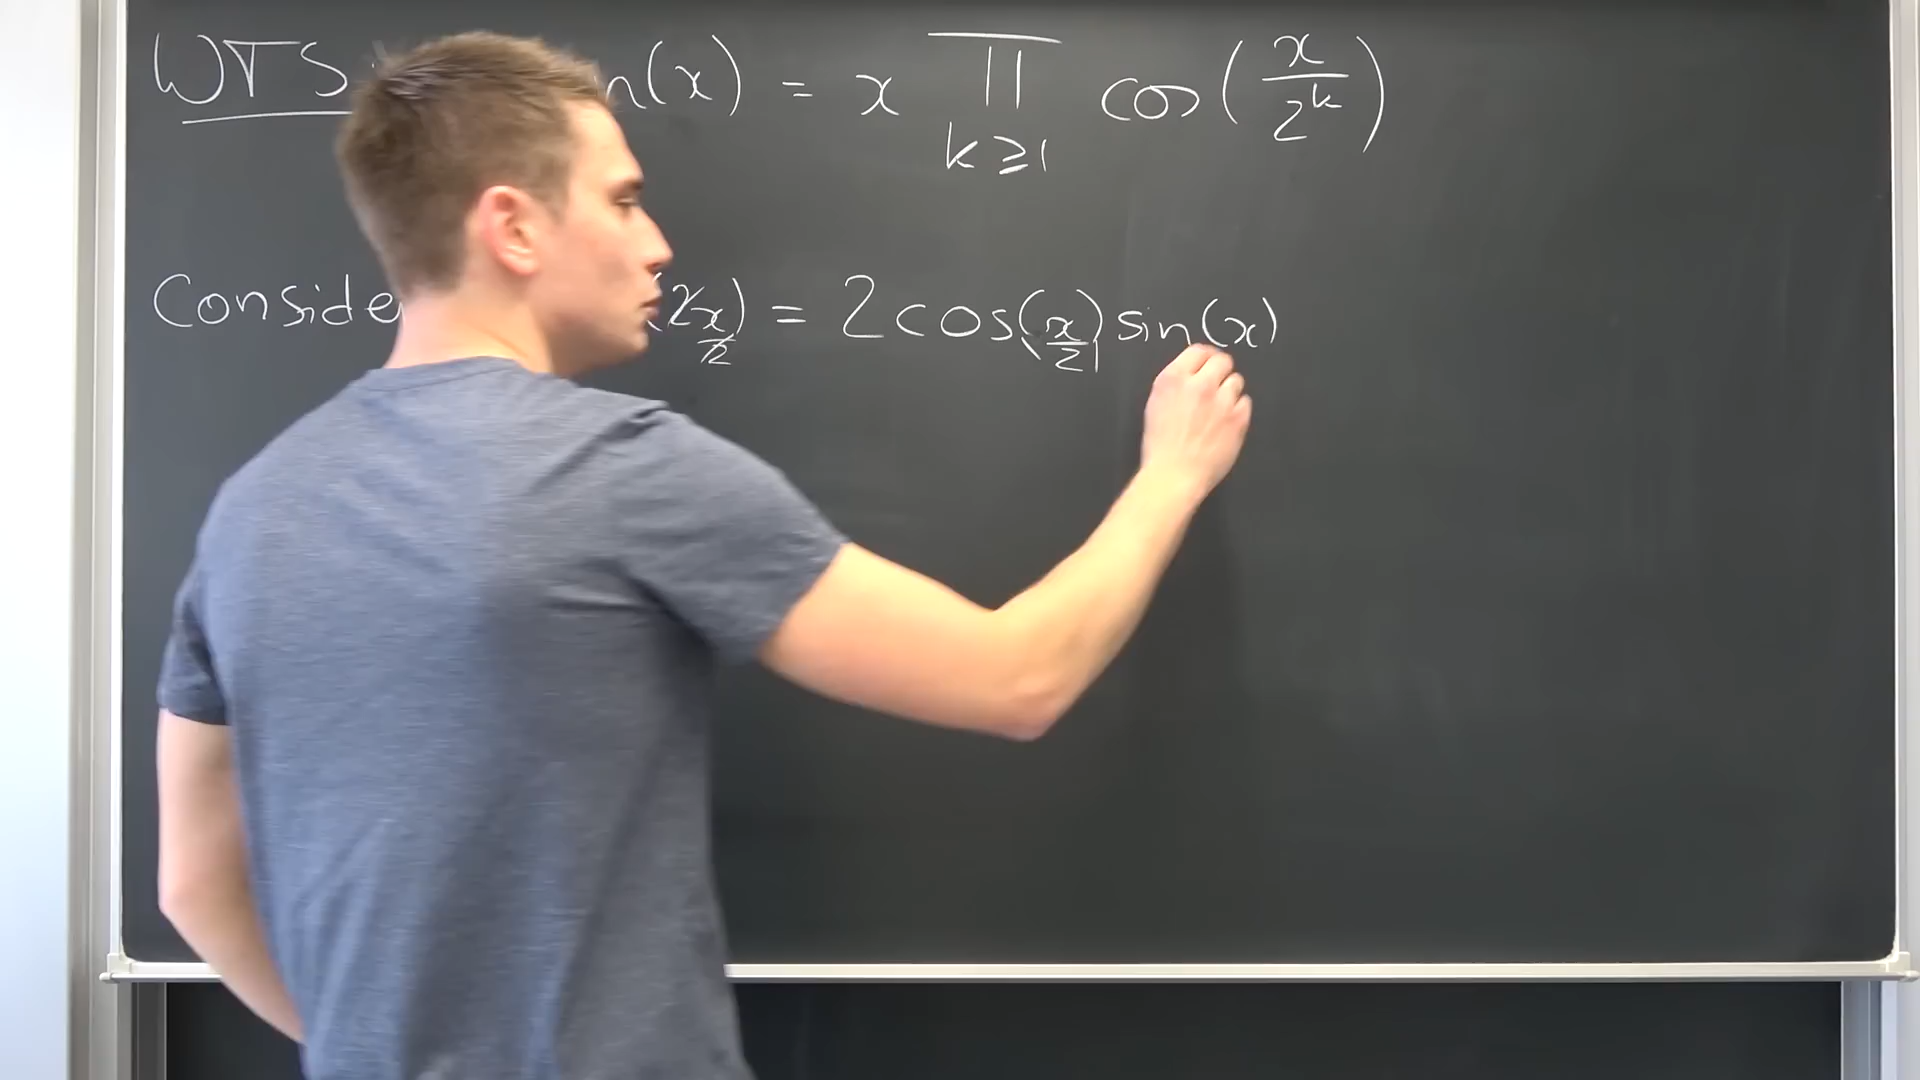 WTS n(x) = x ∏ k≥1 cos(x/2^k)
Conside (2x/2) = 2cos(x/2)sin(x)